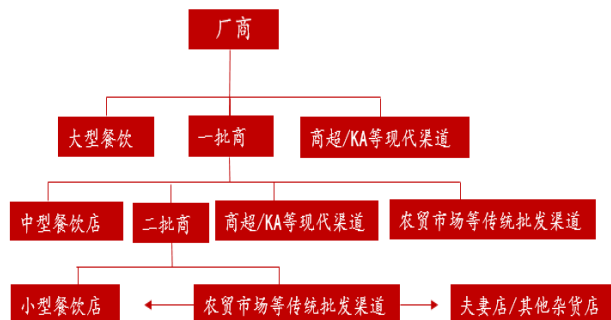 厂商
大型餐饮
一批商
商超/KA等现代渠道
中型餐饮店
二批商
商超/KA等现代渠道
农贸市场等传统批发渠道
小型餐饮店
农贸市场等传统批发渠道
夫妻店/其他杂货店